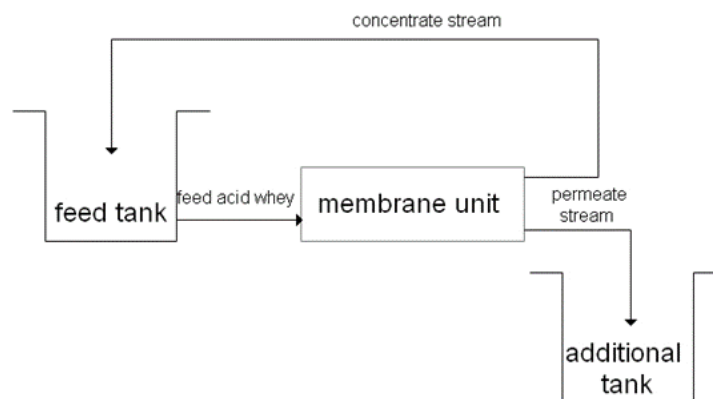 concentrate stream
feed tank
feed acid whey
membrane unit
permeate
stream
additional
tank